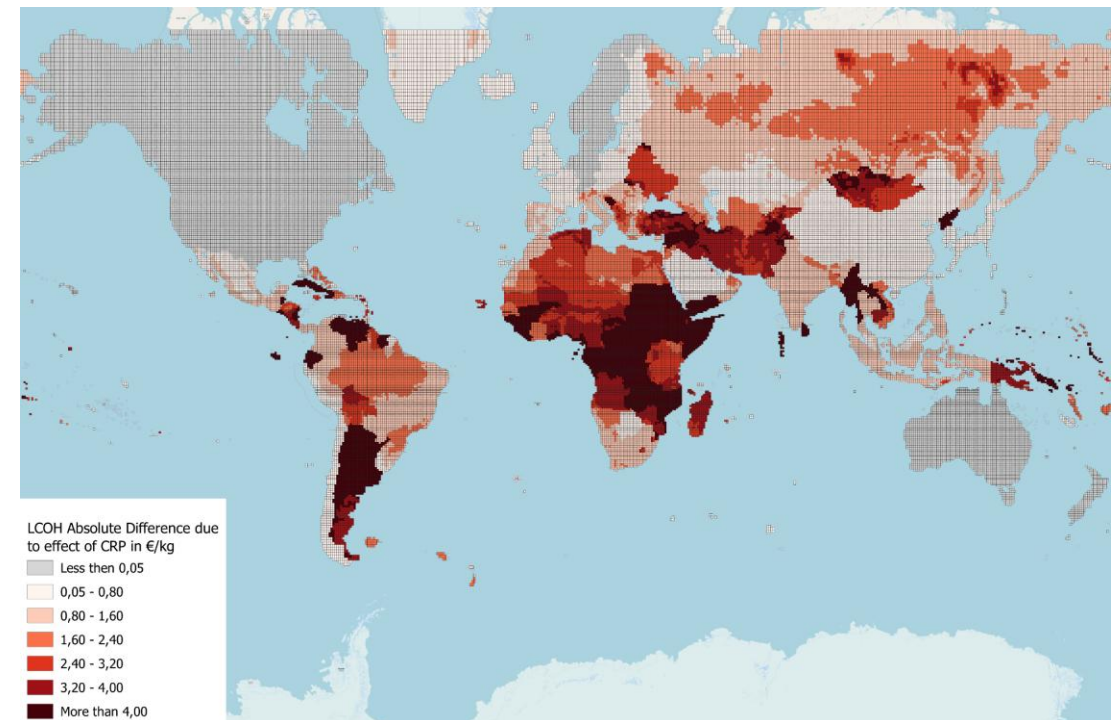 LCOH Absolute Difference due
to effect of CRP in €/kg
Less then 0,05
0,05 - 0,80
0,80 - 1,60
1,60 - 2,40
2,40 - 3,20
3,20 - 4,00
More than 4,00